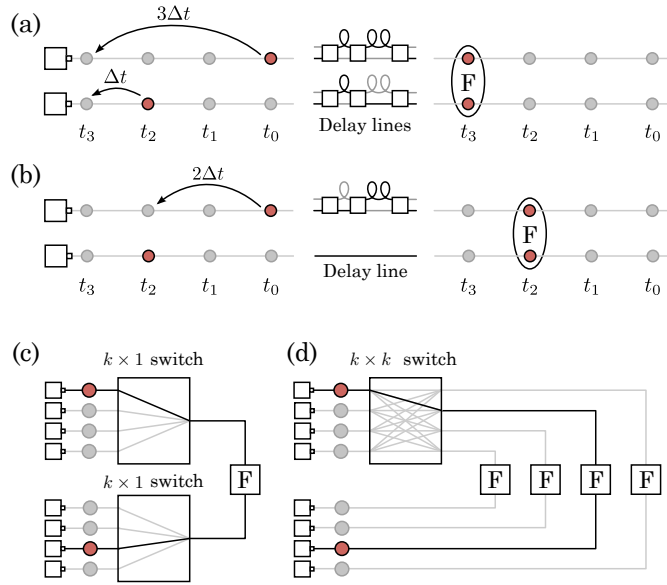 (a)
3Δt
Δt
F
t₃ t₂ t₁ t₀
Delay lines
t₃ t₂ t₁ t₀
(b)
2Δt
F
t₃ t₂ t₁ t₀
Delay line
t₃ t₂ t₁ t₀
(c)
k × 1 switch
F
k × 1 switch
(d)
k × k switch
F F F F